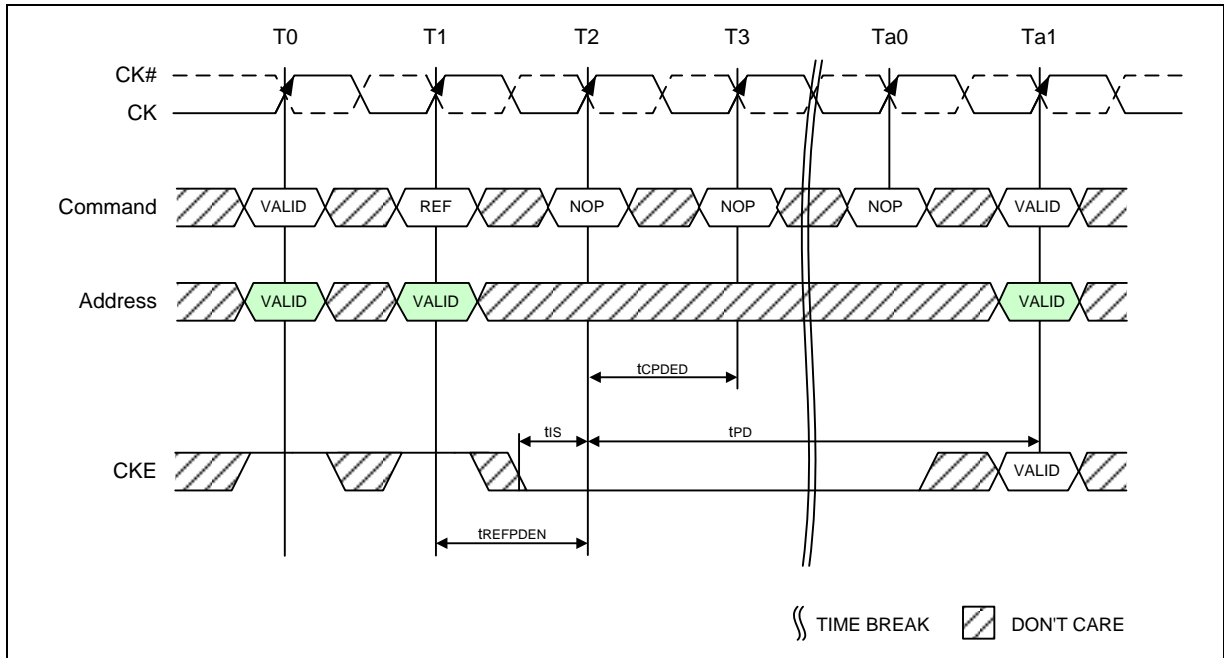 T0 T1 T2 T3 Ta0 Ta1
CK#
CK
Command VALID REF NOP NOP NOP VALID
Address VALID VALID VALID
tCPDED
tIS tPD
CKE VALID
tREFPDEN
TIME BREAK DON'T CARE